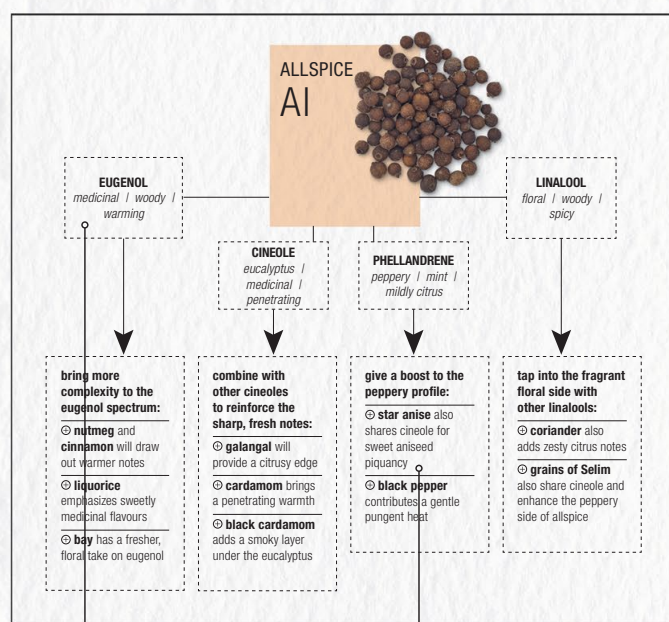 ALLSPICE
Al
EUGENOL
medicinal / woody /
warming
LINALOOL
floral / woody /
spicy
CINEOLE
eucalyptus /
medicinal /
penetrating
PHELLANDRENE
peppery / mint /
mildly citrus
bring more
complexity to the
eugenol spectrum:
⊕ nutmeg and
cinnamon will draw
out warmer notes
⊕ liquorice
emphasizes sweetly
medicinal flavours
⊕ bay has a fresher,
floral take on eugenol
combine with
other cineoles
to reinforce the
sharp, fresh notes:
⊕ galangal will
provide a citrusy edge
⊕ cardamom brings
a penetrating warmth
⊕ black cardamom
adds a smoky layer
under the eucalyptus
give a boost to the
peppery profile:
⊕ star anise also
shares cineole for
sweet aniseed
piquancy
⊕ black pepper
contributes a gentle
pungent heat
tap into the fragrant
floral side with
other linalools:
⊕ coriander also
adds zesty citrus notes
⊕ grains of Selim
also share cineole and
enhance the peppery
side of allspice